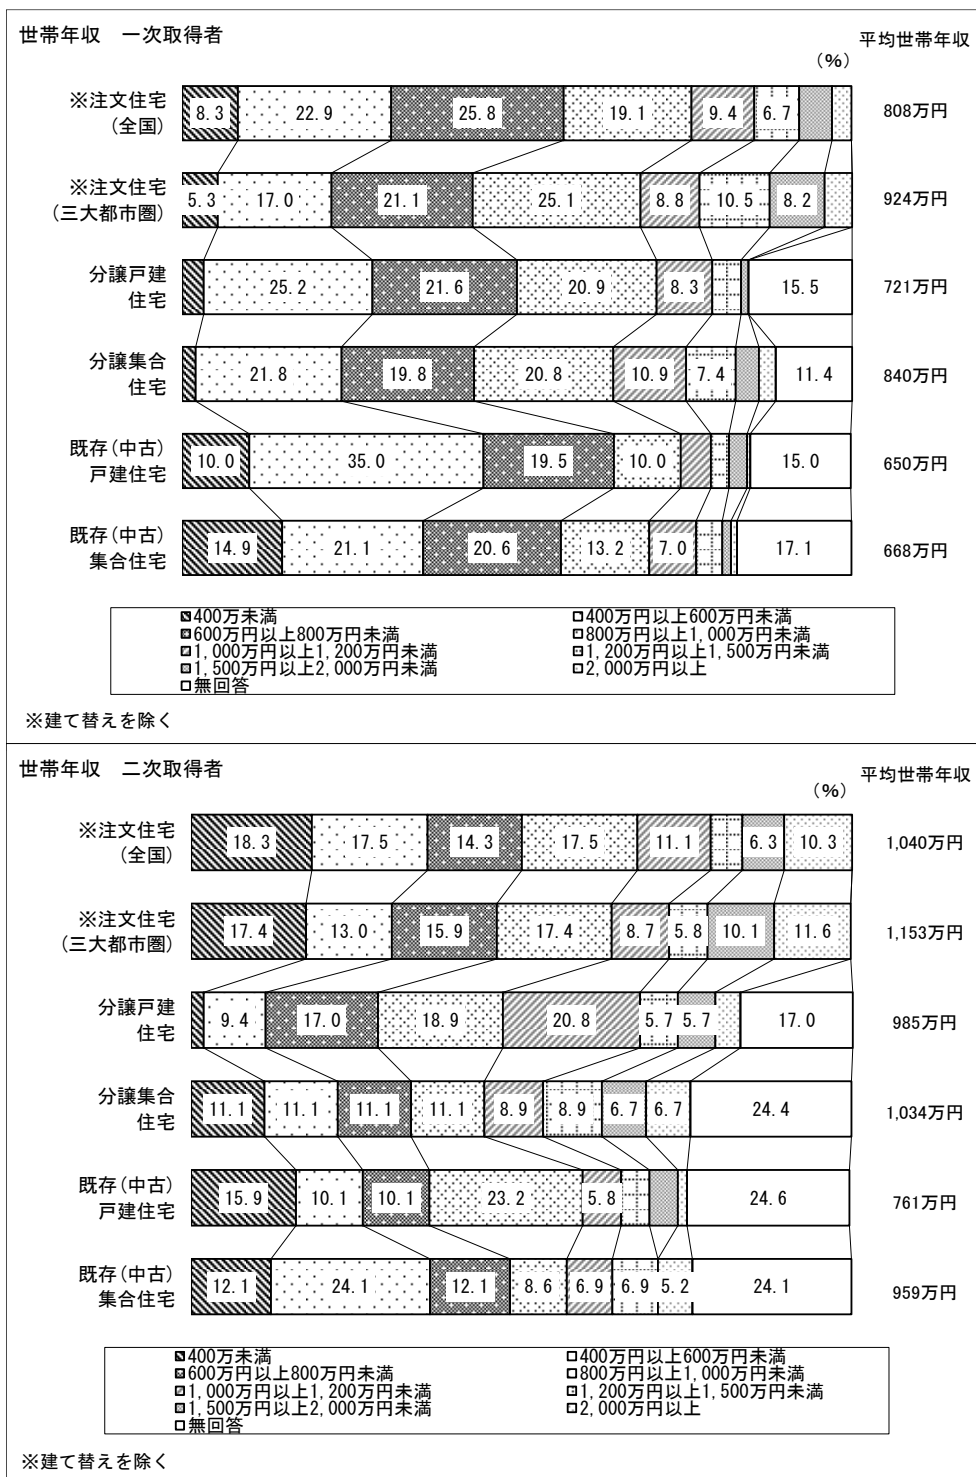 世帯年収 一次取得者
平均世帯年収
(%)
※注文住宅
(全国)
8.3 22.9 25.8 19.1 9.4 6.7
808万円
※注文住宅
(三大都市圏)
5.3 17.0 21.1 25.1 8.8 10.5 8.2
924万円
分譲戸建
住宅
25.2 21.6 20.9 8.3 15.5
721万円
分譲集合
住宅
21.8 19.8 20.8 10.9 7.4 11.4
840万円
既存(中古)
戸建住宅
10.0 35.0 19.5 10.0 15.0
650万円
既存(中古)
集合住宅
14.9 21.1 20.6 13.2 7.0 17.1
668万円
400万未満 400万円以上600万円未満
600万円以上800万円未満 800万円以上1,000万円未満
1,000万円以上1,200万円未満 1,200万円以上1,500万円未満
1,500万円以上2,000万円未満 2,000万円以上
無回答
※建て替えを除く
世帯年収 二次取得者
平均世帯年収
(%)
※注文住宅
(全国)
18.3 17.5 14.3 17.5 11.1 6.3 10.3
1,040万円
※注文住宅
(三大都市圏)
17.4 13.0 15.9 17.4 8.7 5.8 10.1 11.6
1,153万円
分譲戸建
住宅
9.4 17.0 18.9 20.8 5.7 5.7 17.0
985万円
分譲集合
住宅
11.1 11.1 11.1 11.1 8.9 8.9 6.7 6.7 24.4
1,034万円
既存(中古)
戸建住宅
15.9 10.1 10.1 23.2 5.8 24.6
761万円
既存(中古)
集合住宅
12.1 24.1 12.1 8.6 6.9 6.9 5.2 24.1
959万円
400万未満 400万円以上600万円未満
600万円以上800万円未満 800万円以上1,000万円未満
1,000万円以上1,200万円未満 1,200万円以上1,500万円未満
1,500万円以上2,000万円未満 2,000万円以上
無回答
※建て替えを除く